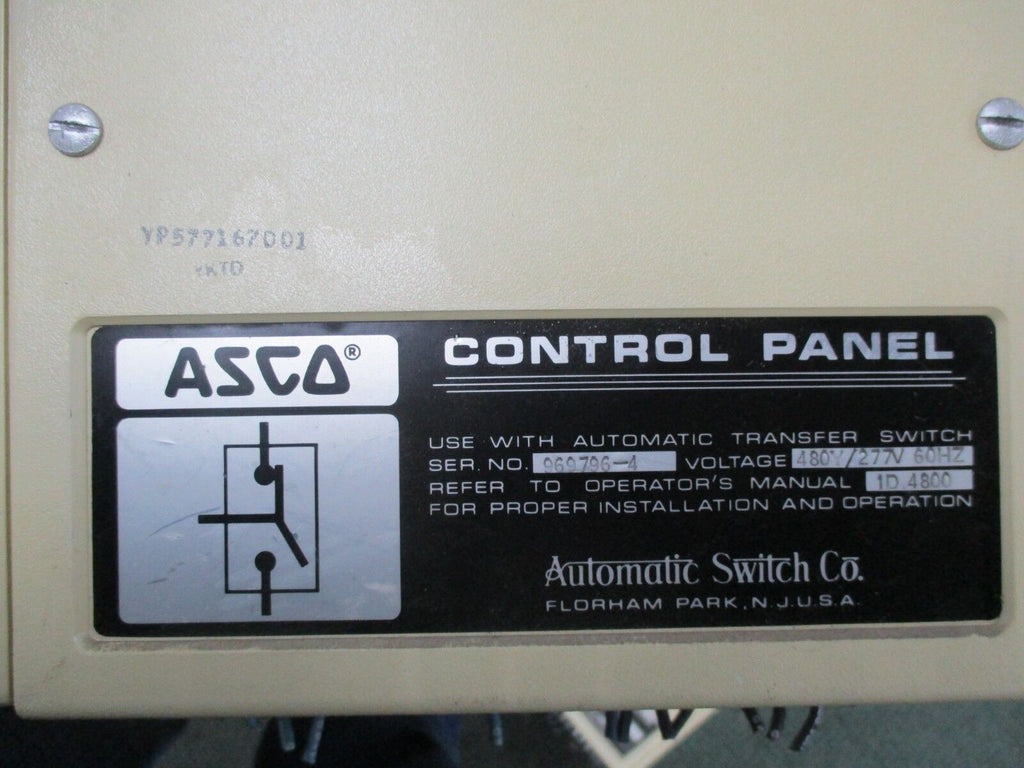 YP577167D01
ASCO®
CONTROL PANEL
USE WITH AUTOMATIC TRANSFER SWITCH
SER. NO. 969796-4 VOLTAGE 480Y/277V 60HZ
REFER TO OPERATOR'S MANUAL 1D.4800
FOR PROPER INSTALLATION AND OPERATION
Automatic Switch Co.
FLORHAM PARK, N.J.U.S.A.